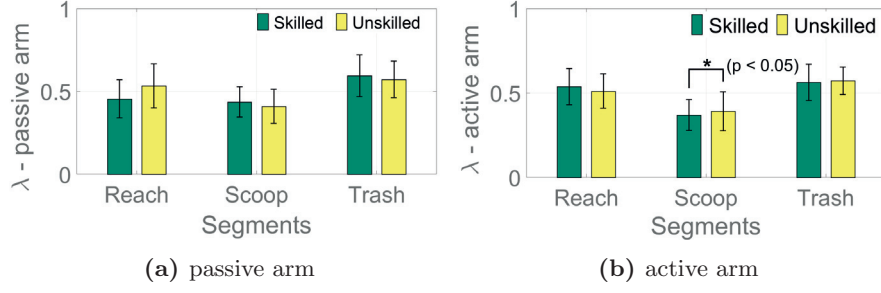 Skilled Unskilled
1
0.5
0
λ - passive arm
Reach Scoop Trash
Segments
(a) passive arm
Skilled Unskilled
1
0.5
0
λ - active arm
* (p < 0.05)
Reach Scoop Trash
Segments
(b) active arm